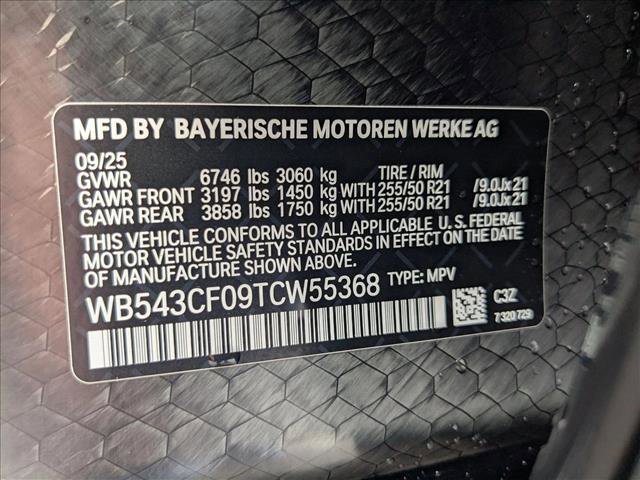 MFD BY BAYERISCHE MOTOREN WERKE AG
09/25
GVWR 6746 lbs 3060 kg TIRE / RIM
GAWR FRONT 3197 lbs 1450 kg WITH 255/50 R21 /9.0Jx21
GAWR REAR 3858 lbs 1750 kg WITH 255/50 R21 /9.0Jx21
THIS VEHICLE CONFORMS TO ALL APPLICABLE U. S. FEDERAL
MOTOR VEHICLE SAFETY STANDARDS IN EFFECT ON THE DATE
OF MANUFACTURE SHOWN ABOVE.
WB543CF09TCW55368 TYPE: MPV
C3Z
7 320 729